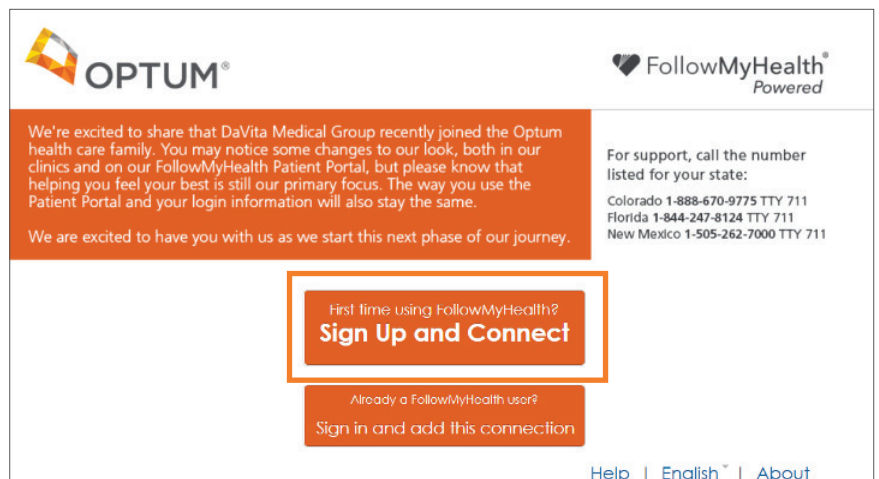 OPTUM®
FollowMyHealth®
Powered
We're excited to share that DaVita Medical Group recently joined the Optum
health care family. You may notice some changes to our look, both in our
clinics and on our FollowMyHealth Patient Portal, but please know that
helping you feel your best is still our primary focus. The way you use the
Patient Portal and your login information will also stay the same.
We are excited to have you with us as we start this next phase of our journey.
For support, call the number
listed for your state:
Colorado 1-888-670-9775 TTY 711
Florida 1-844-247-8124 TTY 711
New Mexico 1-505-262-7000 TTY 711
First time using FollowMyHealth?
Sign Up and Connect
Already a FollowMyHealth user?
Sign in and add this connection
Help | English | About